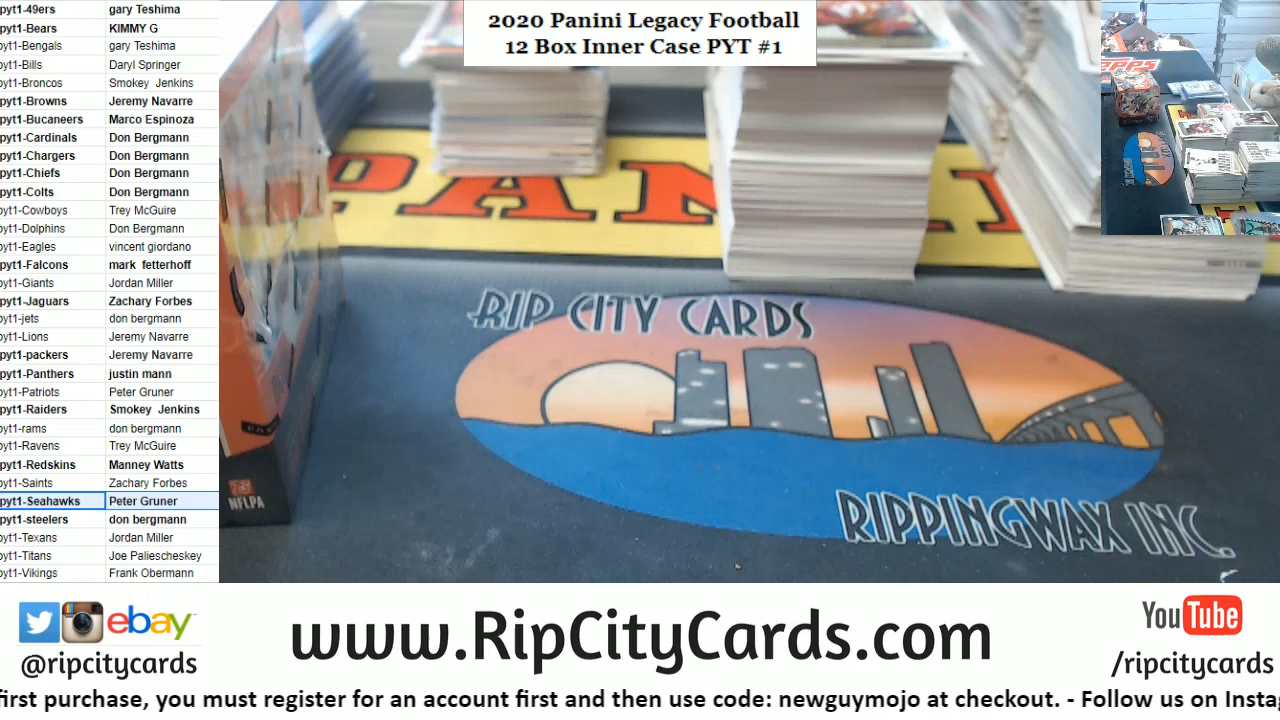 pyt1-49ers gary Teshima
pyt1-Bears KIMMY G
pyt1-Bengals gary Teshima
pyt1-Bills Daryl Springer
pyt1-Broncos Smokey Jenkins
pyt1-Browns Jeremy Navarre
pyt1-Bucaneers Marco Espinoza
pyt1-Cardinals Don Bergmann
pyt1-Chargers Don Bergmann
pyt1-Chiefs Don Bergmann
pyt1-Colts Don Bergmann
pyt1-Cowboys Trey McGuire
pyt1-Dolphins Don Bergmann
pyt1-Eagles vincent giordano
pyt1-Falcons mark fetterhoff
pyt1-Giants Jordan Miller
pyt1-Jaguars Zachary Forbes
pyt1-jets don bergmann
pyt1-Lions Jeremy Navarre
pyt1-packers Jeremy Navarre
pyt1-Panthers justin mann
pyt1-Patriots Peter Gruner
pyt1-Raiders Smokey Jenkins
pyt1-rams don bergmann
pyt1-Ravens Trey McGuire
pyt1-Redskins Manney Watts
pyt1-Saints Zachary Forbes
pyt1-Seahawks Peter Gruner
pyt1-steelers don bergmann
pyt1-Texans Jordan Miller
pyt1-Titans Joe Paliescheskey
pyt1-Vikings Frank Obermann
2020 Panini Legacy Football
12 Box Inner Case PYT #1
PANI
RIP CITY CARDS
RIPPINGWAX INC.
NFLPA
ebay
@ripcitycards
www.RipCityCards.com
YouTube
/ripcitycards
first purchase, you must register for an account first and then use code: newguymojo at checkout. - Follow us on Insta